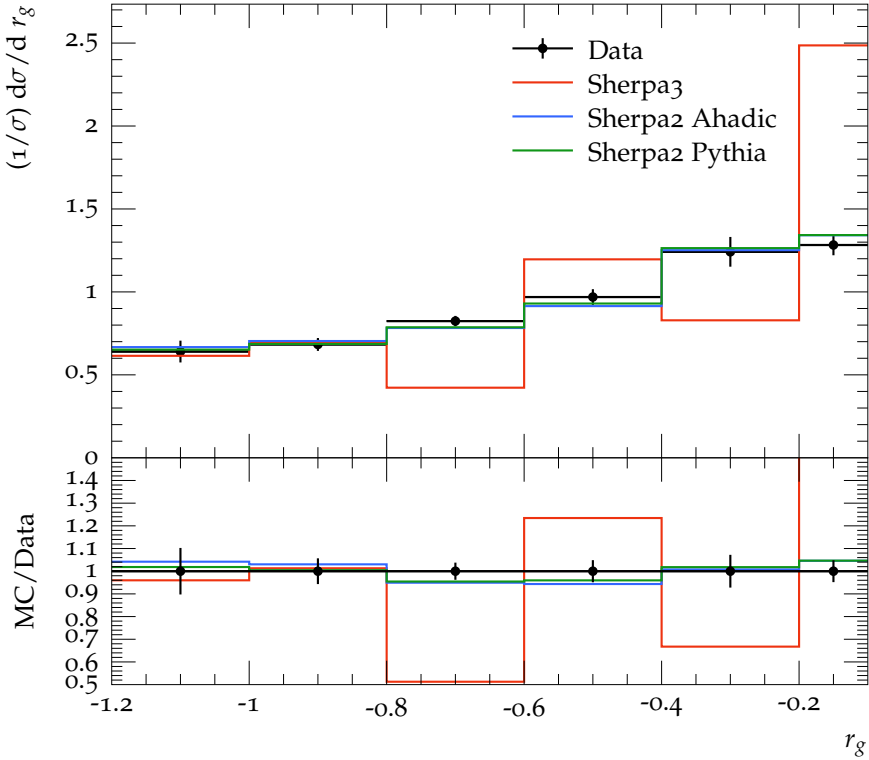 (1/σ) dσ/d r_g
2.5
2
1.5
1
0.5
0
Data
Sherpa3
Sherpa2 Ahadic
Sherpa2 Pythia
MC/Data
1.4
1.3
1.2
1.1
1
0.9
0.8
0.7
0.6
0.5
-1.2 -1 -0.8 -0.6 -0.4 -0.2
r_g